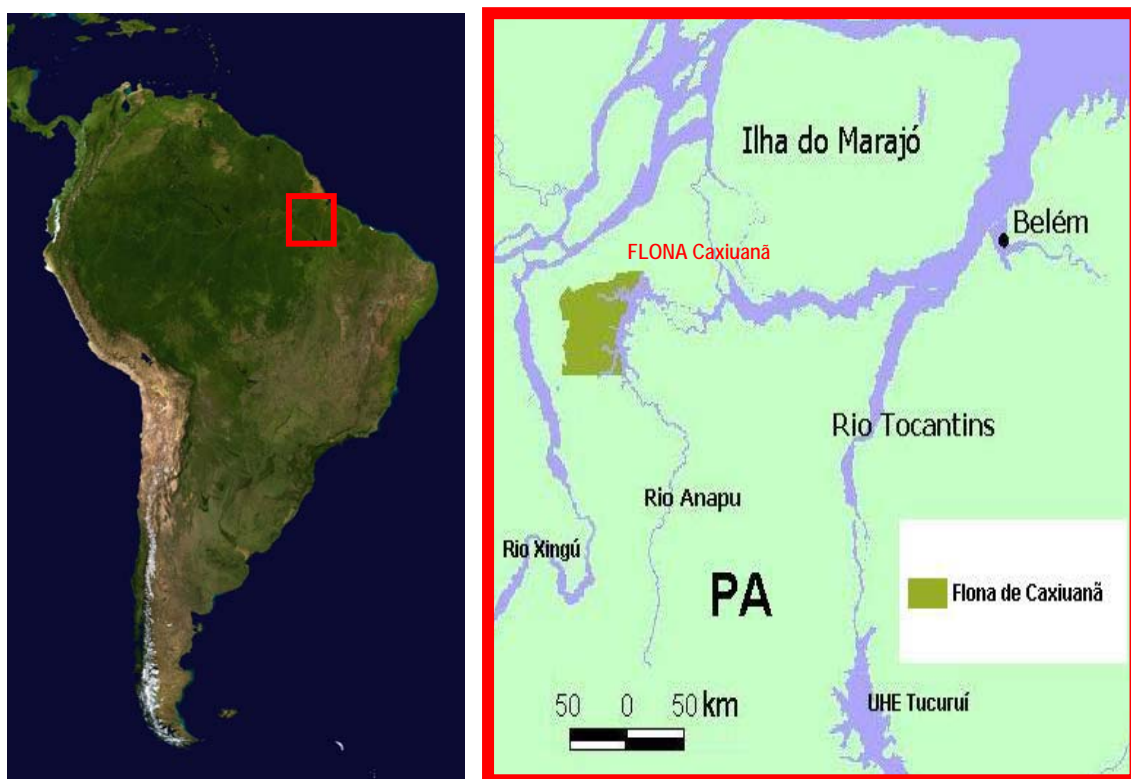 Ilha do Marajó
Belém
FLONA Caxiuanã
Rio Tocantins
Rio Anapu
Rio Xingú
PA
Flona de Caxiuanã
50 0 50 km
UHE Tucuruí